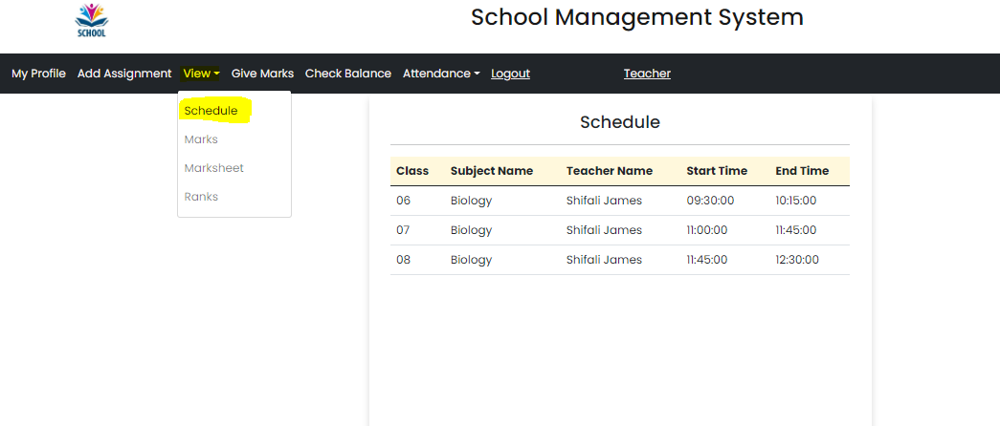 SCHOOL
School Management System
My Profile Add Assignment View Give Marks Check Balance Attendance Logout Teacher
Schedule
Marks
Marksheet
Ranks
Schedule
Class Subject Name Teacher Name Start Time End Time
06 Biology Shifali James 09:30:00 10:15:00
07 Biology Shifali James 11:00:00 11:45:00
08 Biology Shifali James 11:45:00 12:30:00